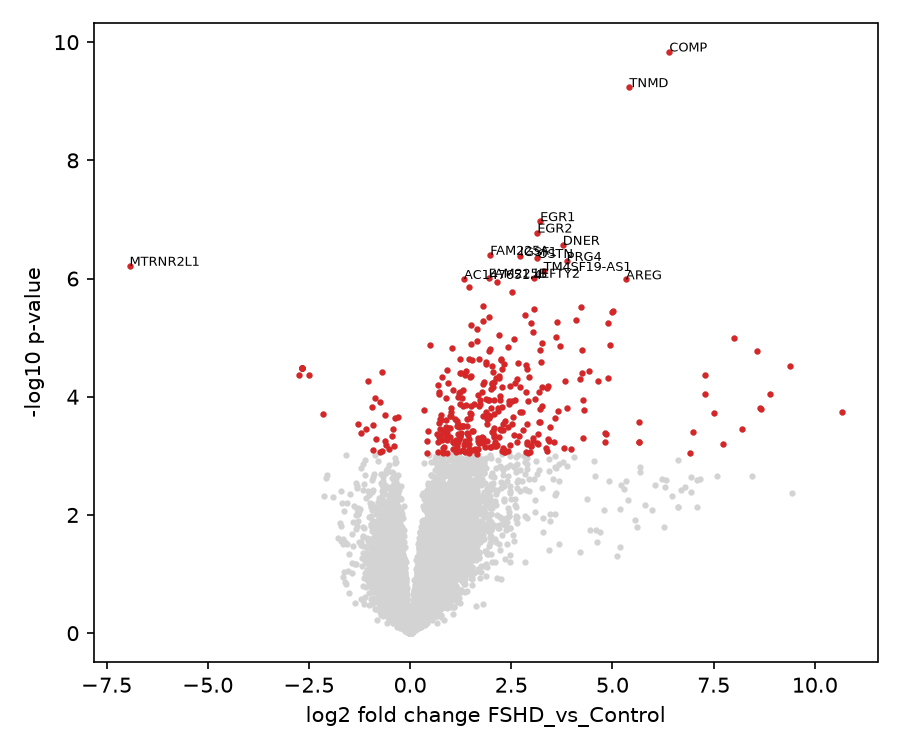 10
8
6
4
2
0
-log10 p-value
COMP
TNMD
EGR1
EGR2
DNER
FAM225A
OSTN
PRG4
MTRNR2L1
TM4SF19-AS1
LEFTY2
AREG
−7.5 −5.0 −2.5 0.0 2.5 5.0 7.5 10.0
log2 fold change FSHD_vs_Control